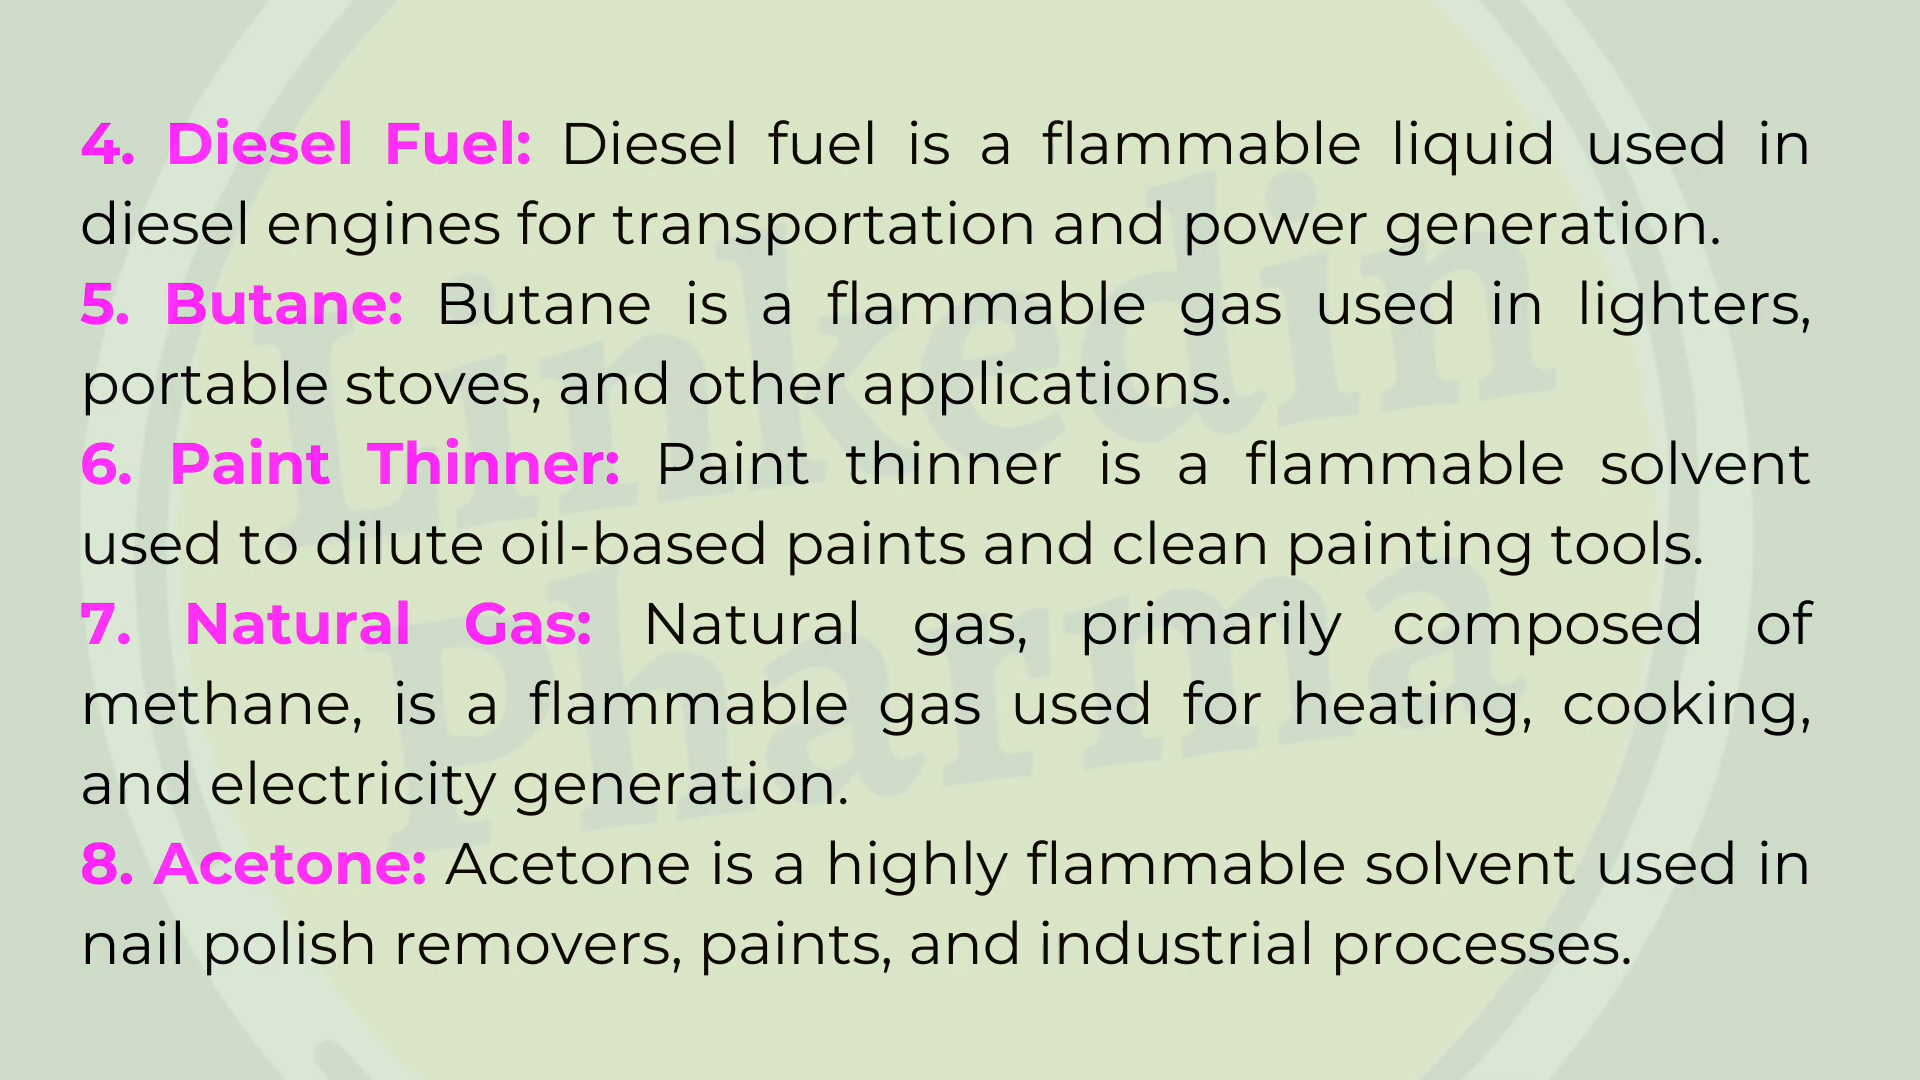 4. Diesel Fuel: Diesel fuel is a flammable liquid used in
diesel engines for transportation and power generation.
5. Butane: Butane is a flammable gas used in lighters,
portable stoves, and other applications.
6. Paint Thinner: Paint thinner is a flammable solvent
used to dilute oil-based paints and clean painting tools.
7. Natural Gas: Natural gas, primarily composed of
methane, is a flammable gas used for heating, cooking,
and electricity generation.
8. Acetone: Acetone is a highly flammable solvent used in
nail polish removers, paints, and industrial processes.
Linkedin
Pharma